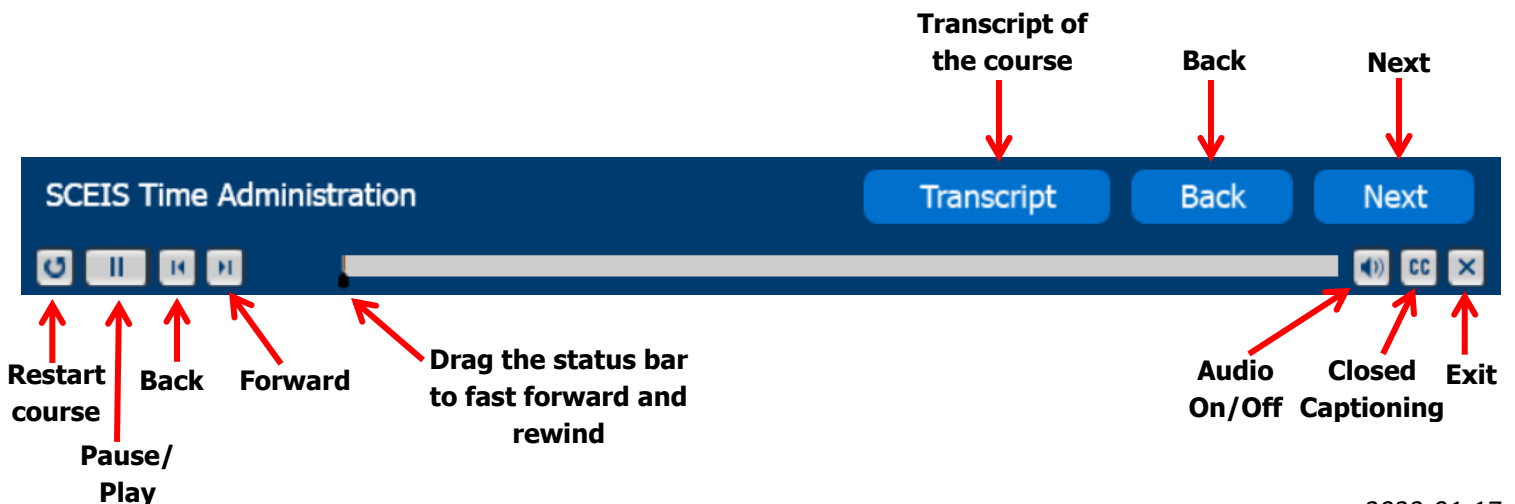 Transcript of
the course
Back
Next
SCEIS Time Administration
Transcript
Back
Next
CC
Restart
course
Pause/
Play
Back
Forward
Drag the status bar
to fast forward and
rewind
Audio
On/Off
Closed
Captioning
Exit